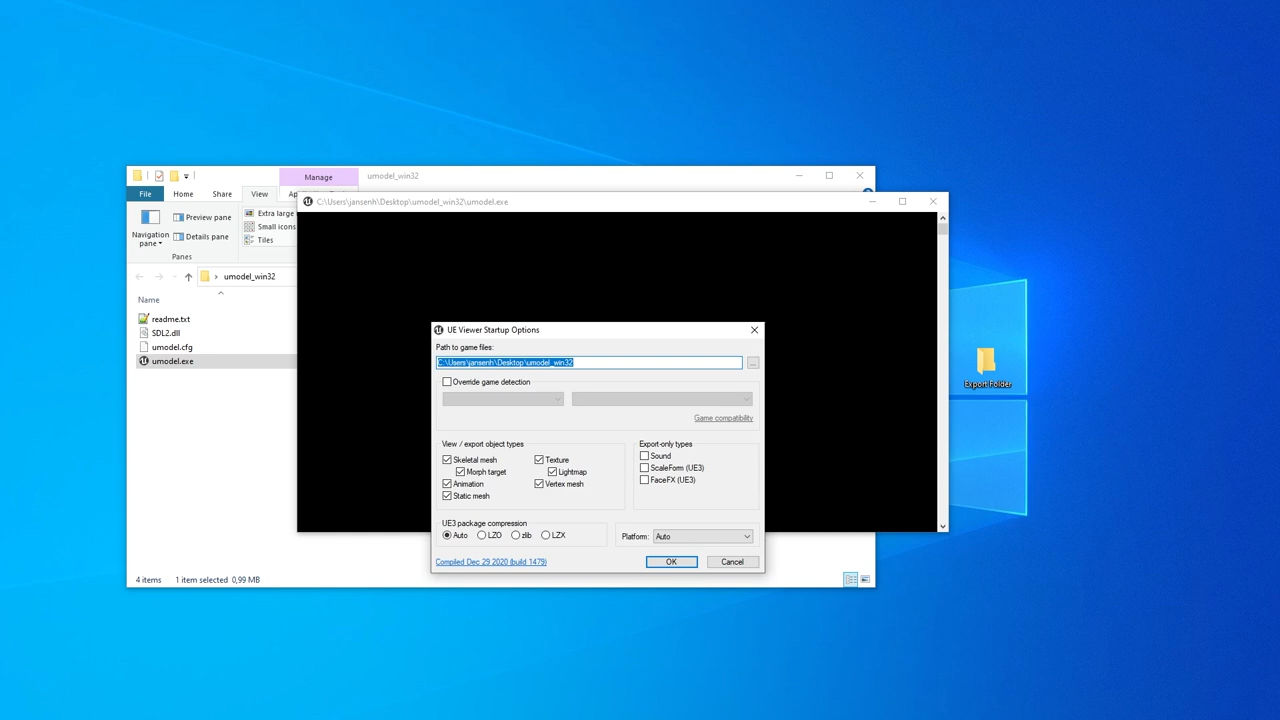 Manage
umodel_win32
File
Home
Share
View
C:\Users\jansenh\Desktop\umodel_win32\umodel.exe
Preview pane
Extra large
Navigation pane
Small icons
Details pane
Tiles
Panes
umodel_win32
Name
readme.txt
SDL2.dll
umodel.cfg
umodel.exe
UE Viewer Startup Options
Path to game files:
C:\Users\jansenh\Desktop\umodel_win32
...
Override game detection
Game compatibility
View / export object types
Skeletal mesh
Texture
Morph target
Lightmap
Animation
Vertex mesh
Static mesh
Export-only types
Sound
ScaleForm (UE3)
FaceFX (UE3)
UE3 package compression
Auto
LZO
zlib
LZX
Platform:
Auto
Compiled Dec 29 2020 (build 1479)
OK
Cancel
4 items
1 item selected 0,99 MB
Export Folder